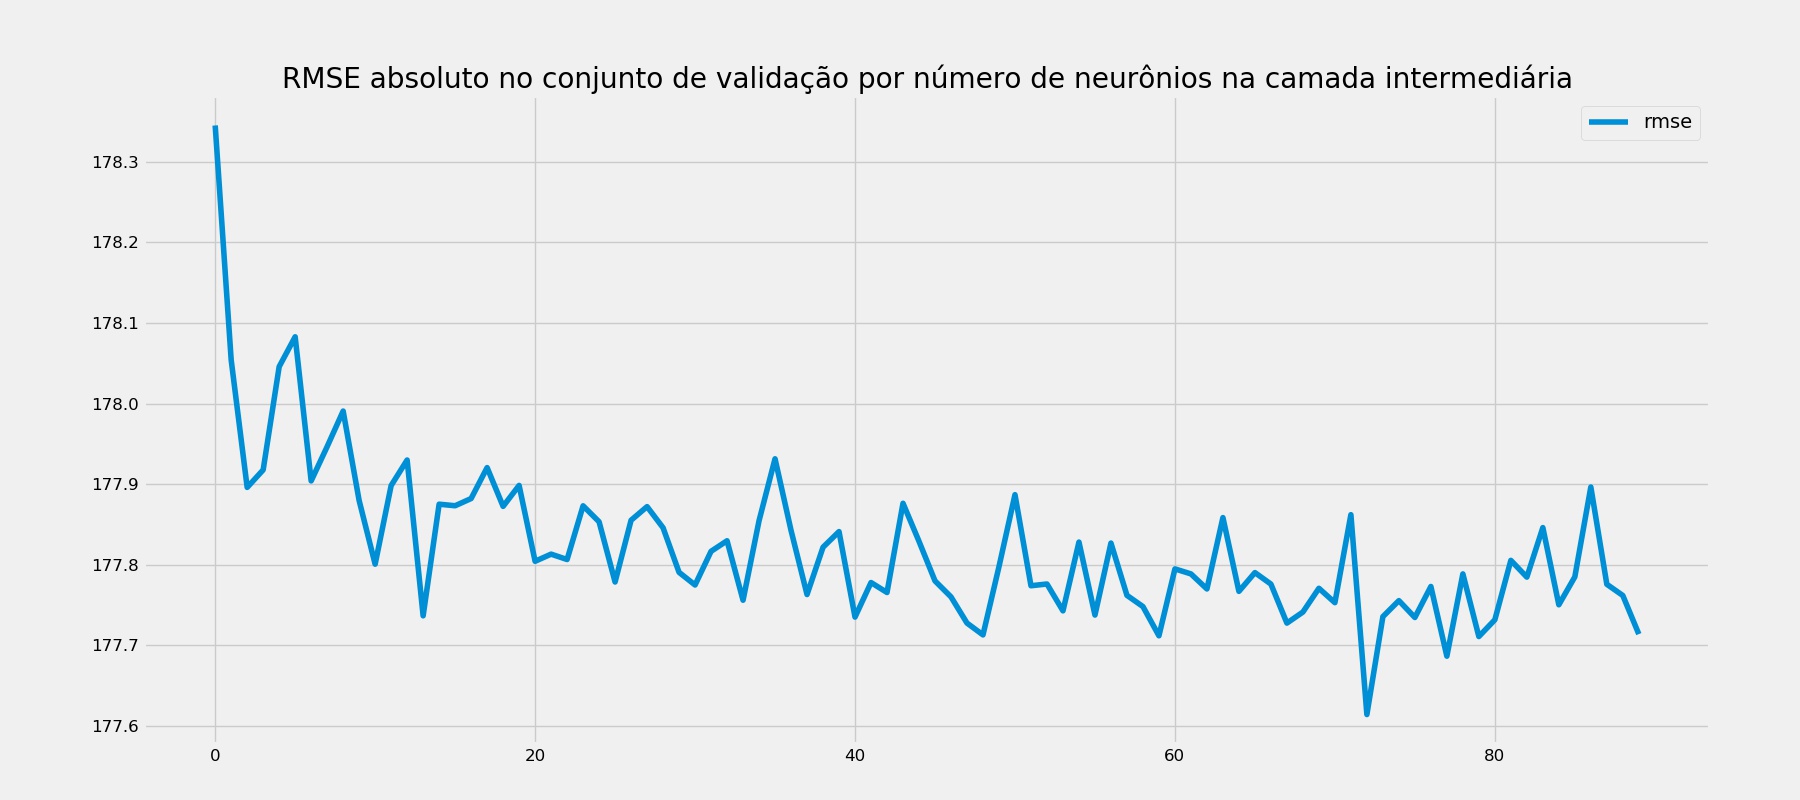 RMSE absoluto no conjunto de validação por número de neurônios na camada intermediária
rmse
178.3
178.2
178.1
178.0
177.9
177.8
177.7
177.6
0 20 40 60 80